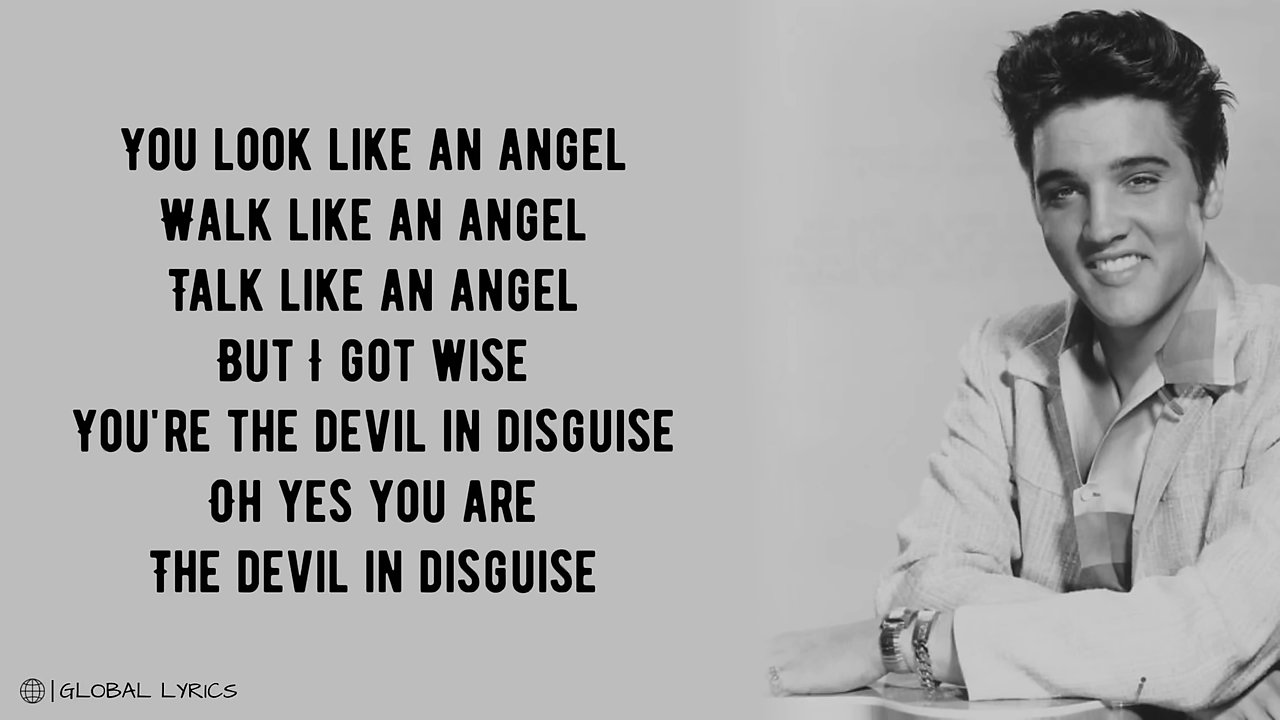 YOU LOOK LIKE AN ANGEL
WALK LIKE AN ANGEL
TALK LIKE AN ANGEL
BUT I GOT WISE
YOU'RE THE DEVIL IN DISGUISE
OH YES YOU ARE
THE DEVIL IN DISGUISE
|GLOBAL LYRICS